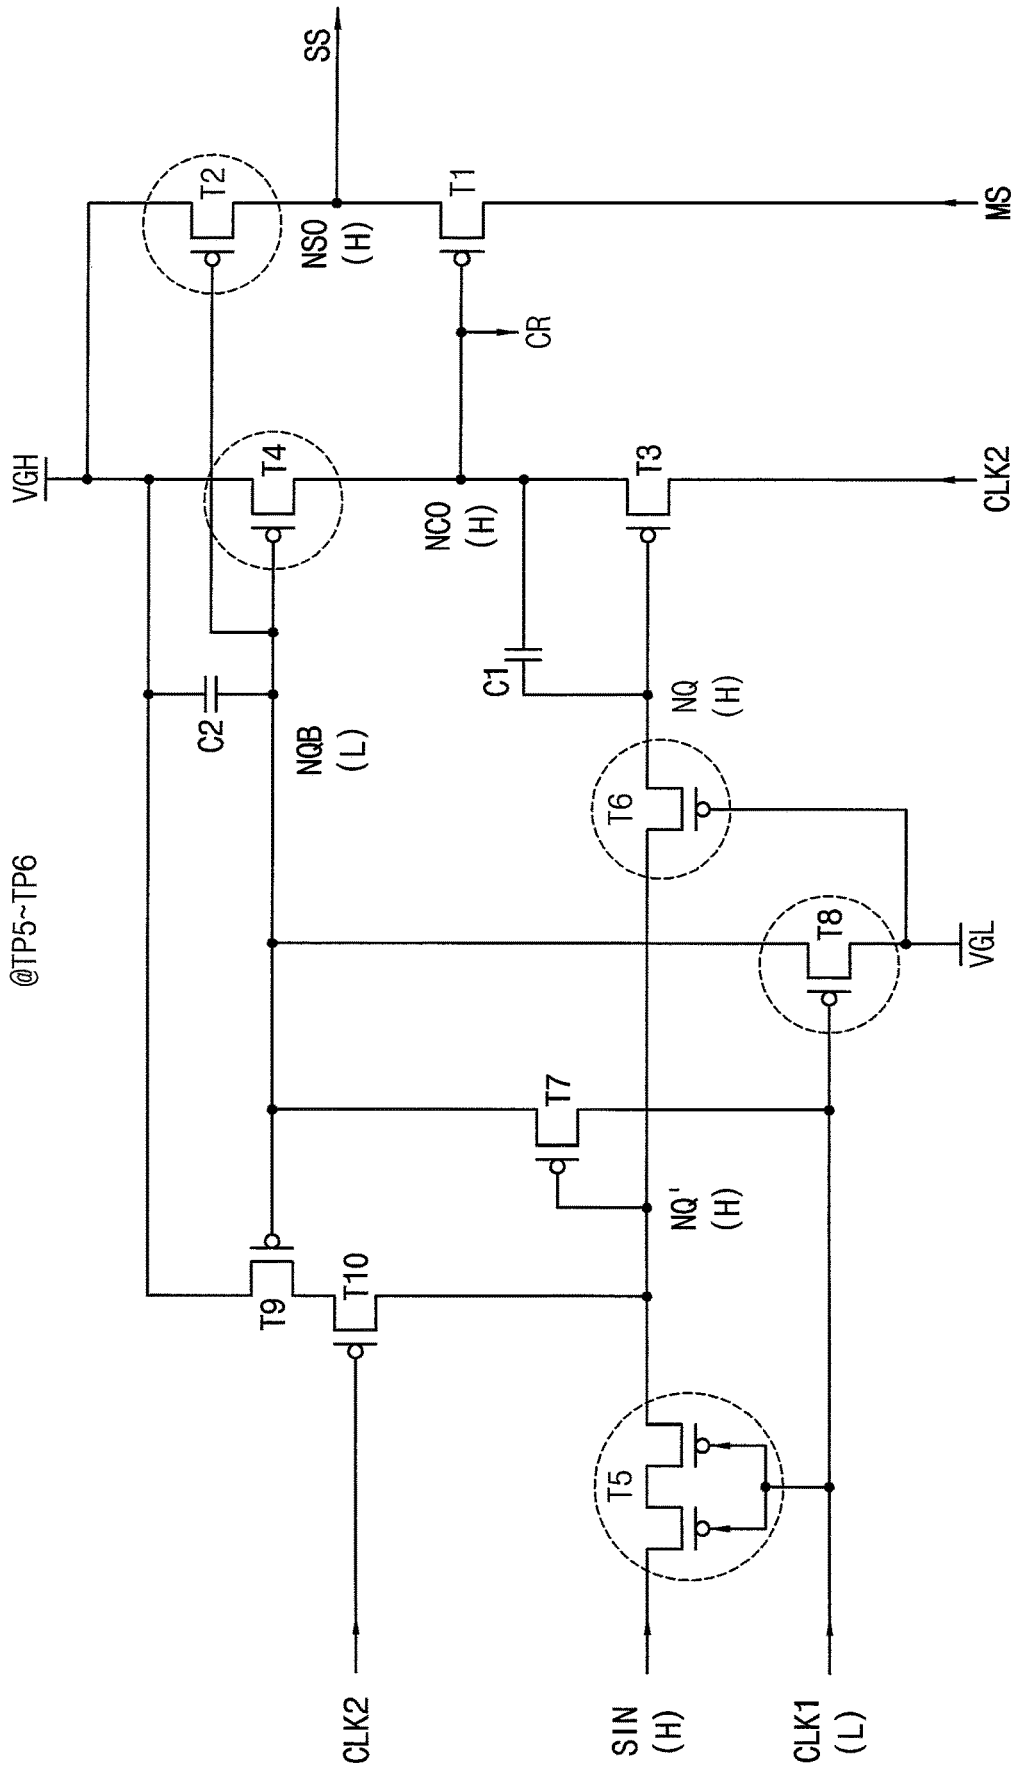 @TP5~TP6
VGH
SS
T2
NSO
(H)
T1
MS
CR
T4
NCO
(H)
T3
CLK2
C2
NQB
(L)
C1
NQ
(H)
T6
T8
VGL
T7
NQ'
(H)
T9
T10
T5
CLK2
SIN
(H)
CLK1
(L)